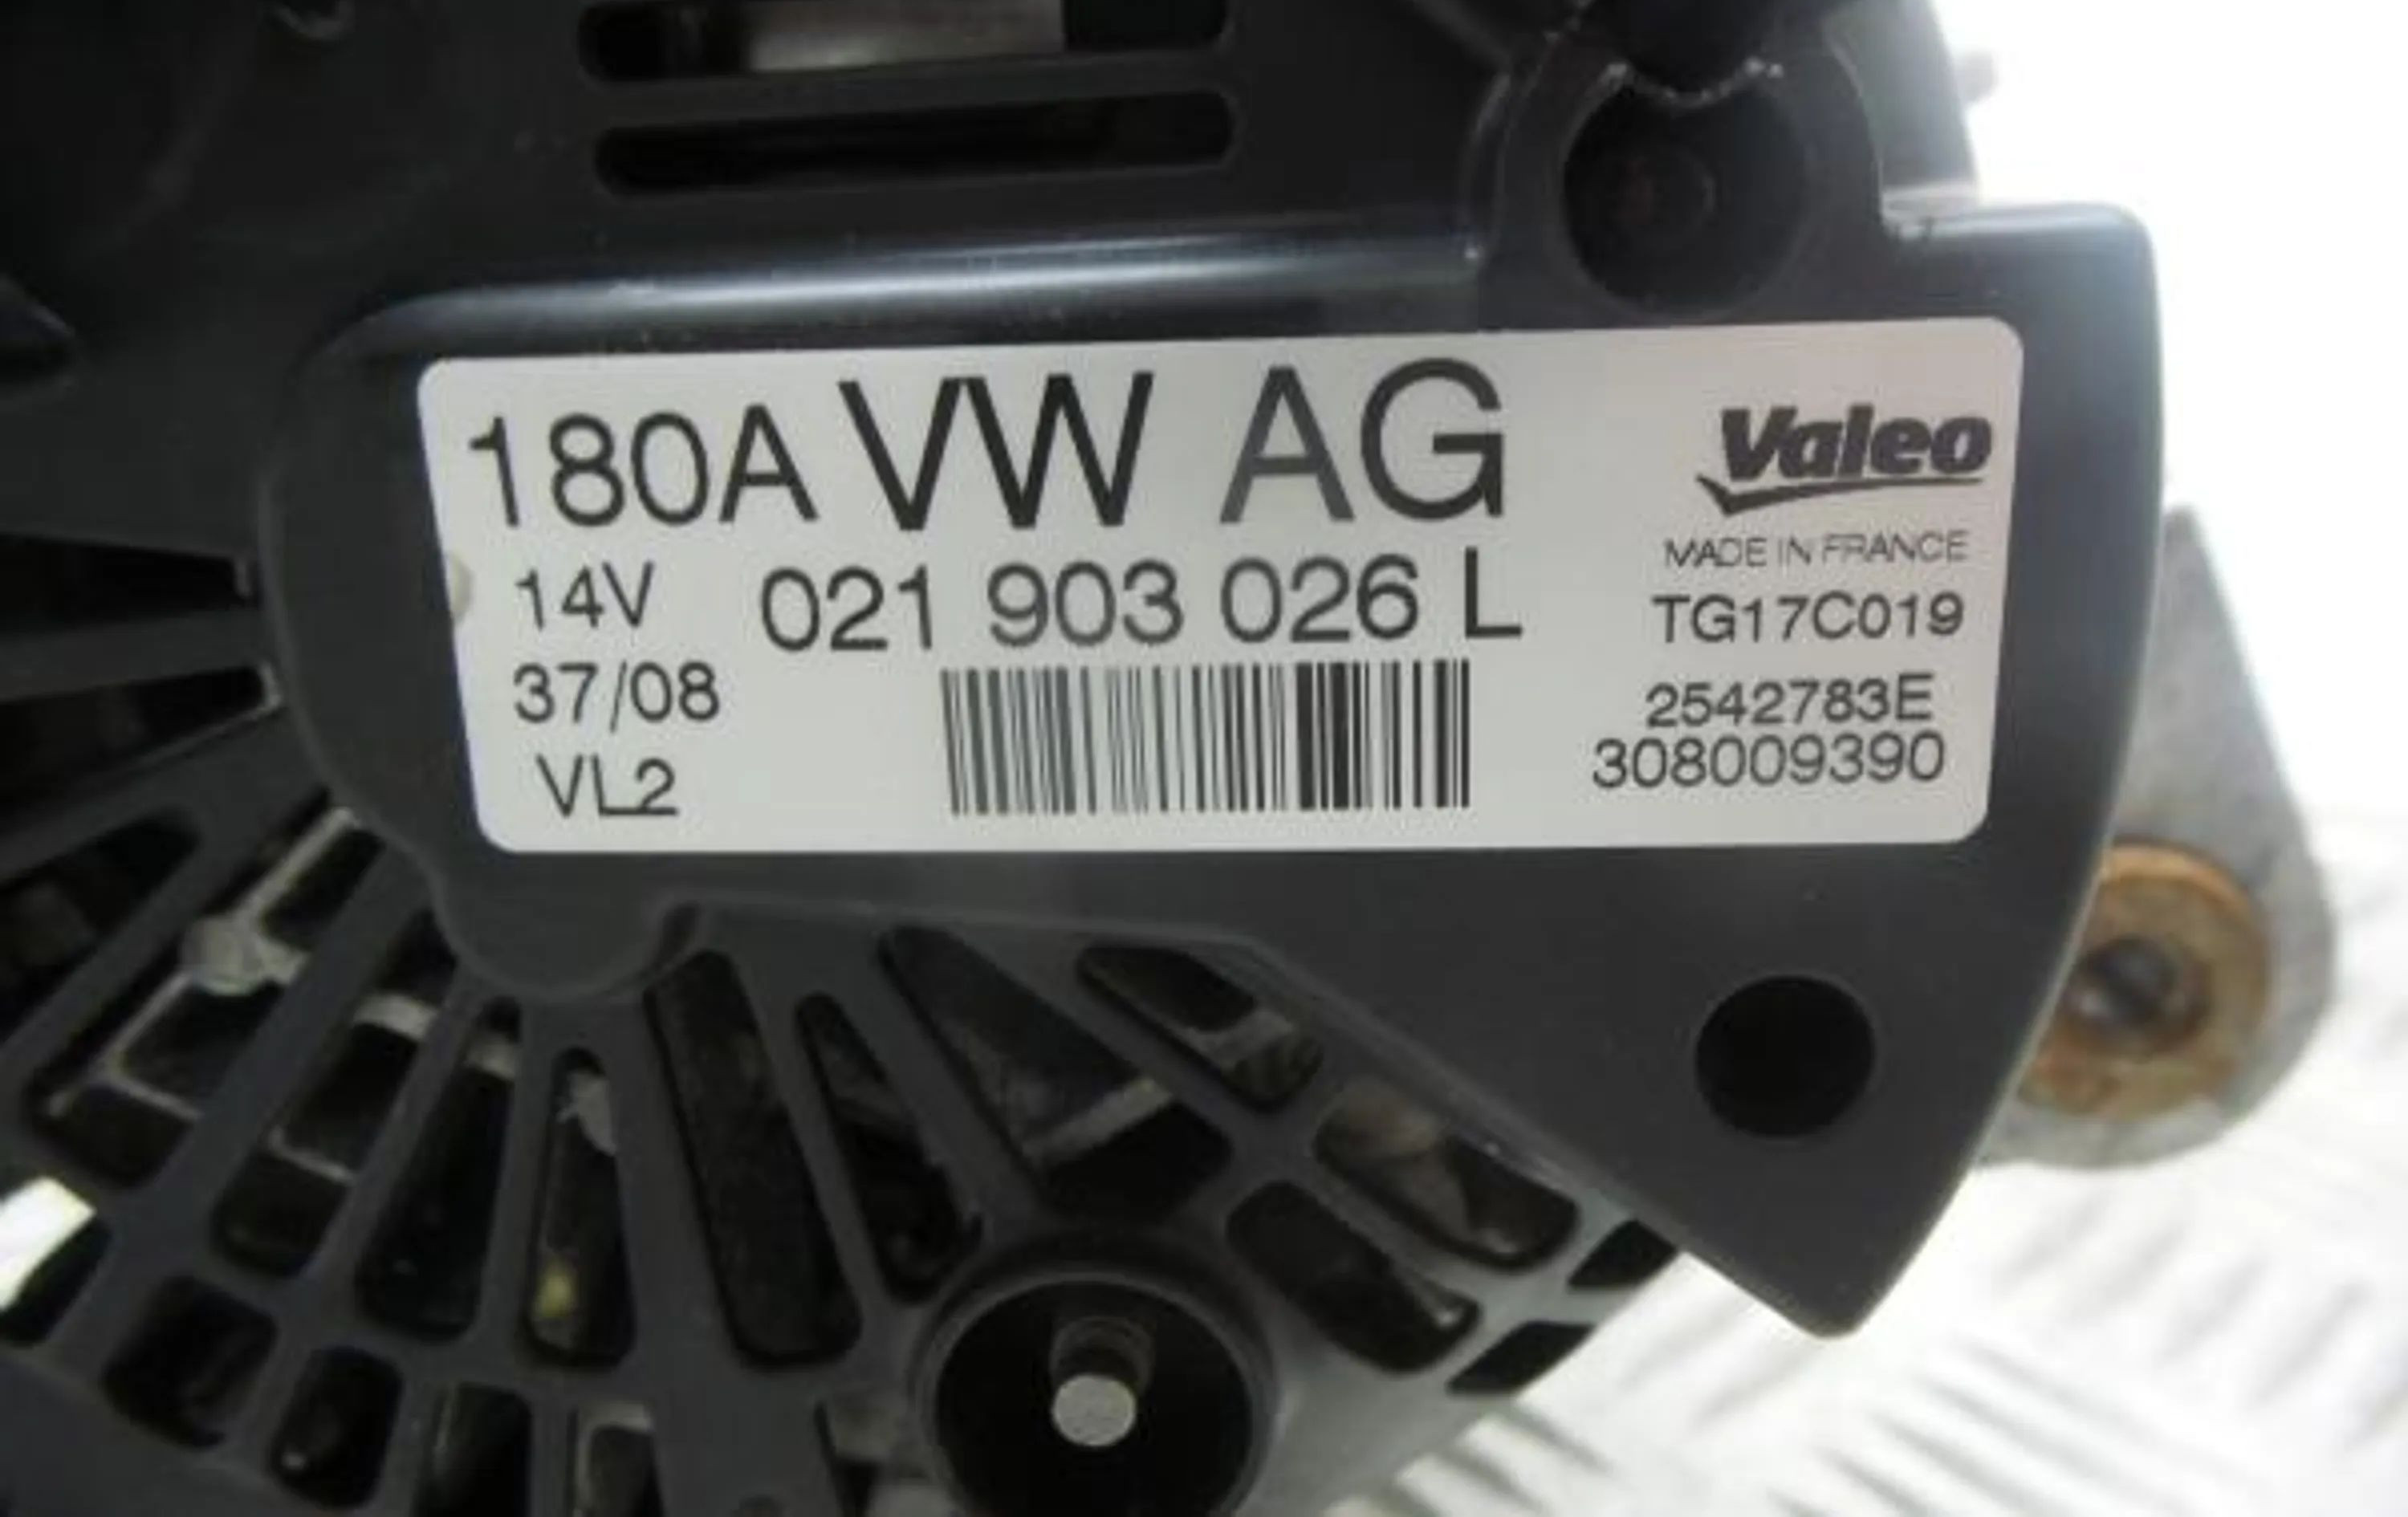 180A VW AG
14V 021 903 026 L
37/08
VL2
Valeo
MADE IN FRANCE
TG17C019
2542783E
308009390